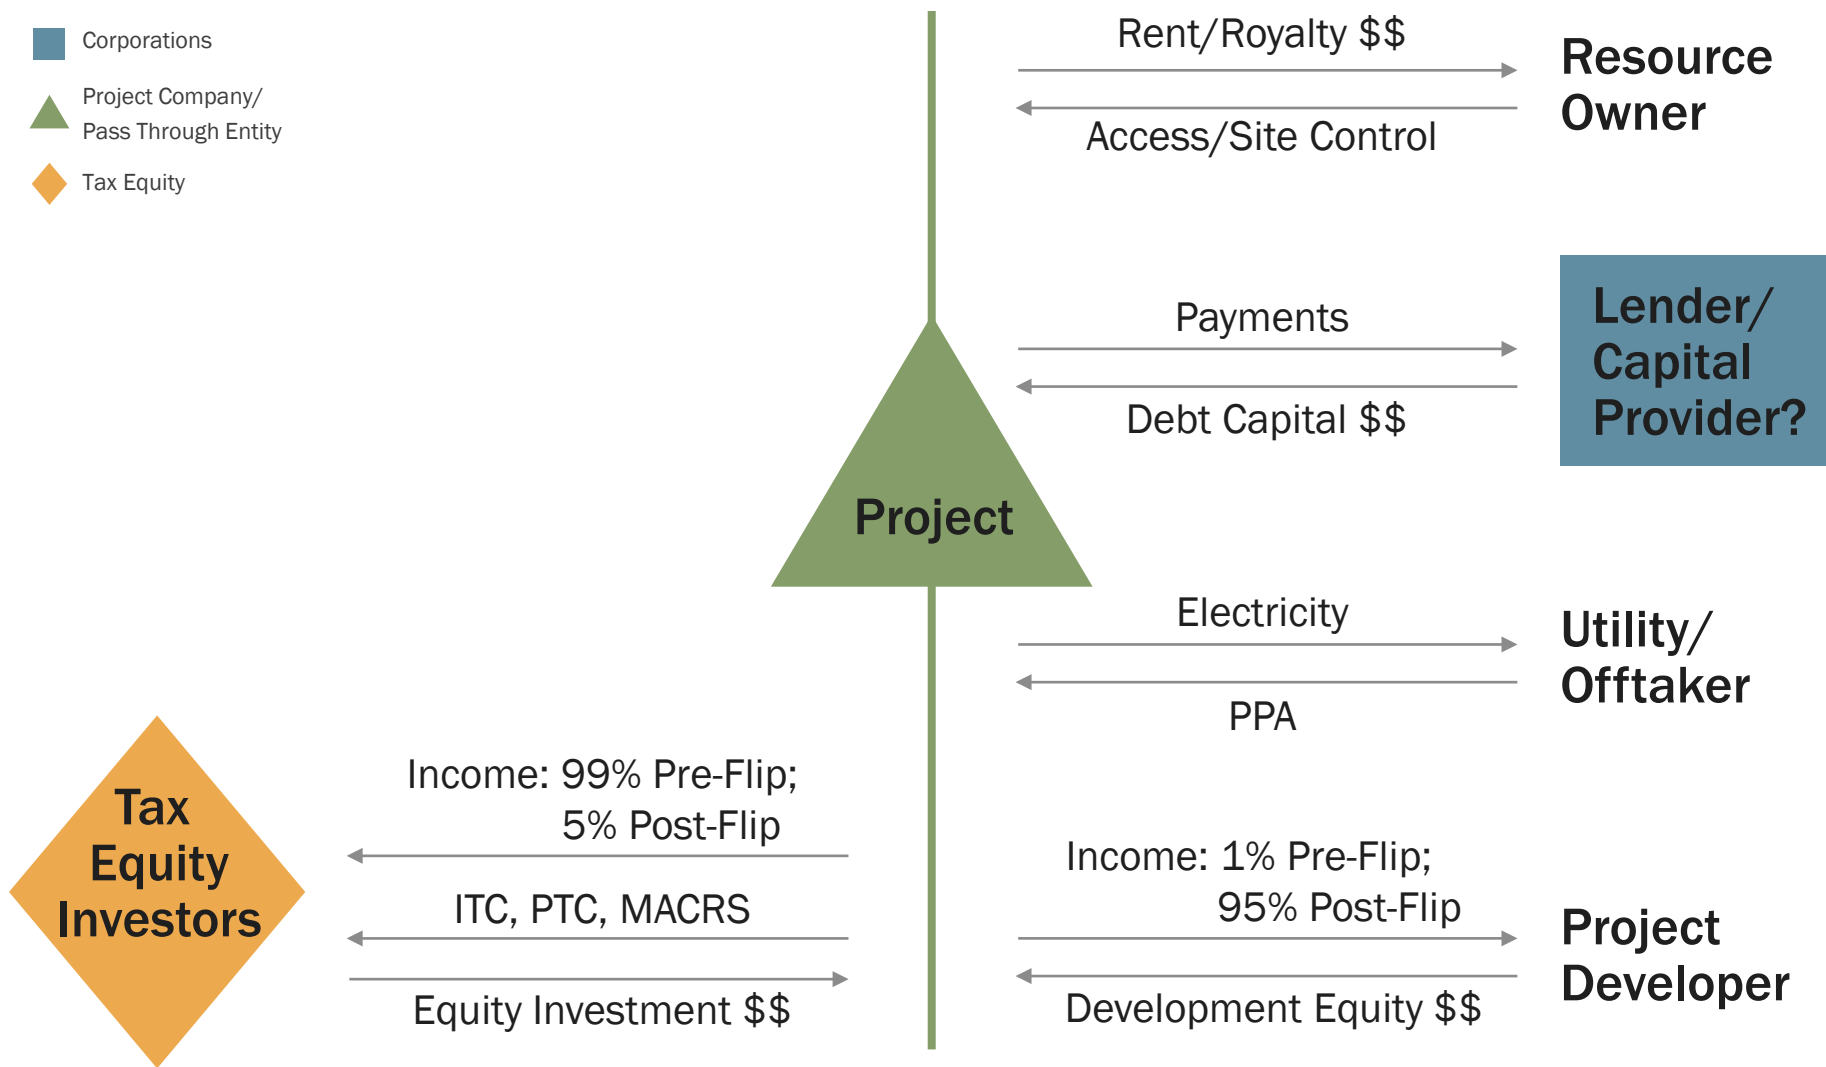 Corporations
Project Company/
Pass Through Entity
Tax Equity
Rent/Royalty $$
Access/Site Control
Resource
Owner
Payments
Debt Capital $$
Lender/
Capital
Provider?
Project
Electricity
PPA
Utility/
Offtaker
Tax
Equity
Investors
Income: 99% Pre-Flip;
5% Post-Flip
ITC, PTC, MACRS
Equity Investment $$
Income: 1% Pre-Flip;
95% Post-Flip
Development Equity $$
Project
Developer